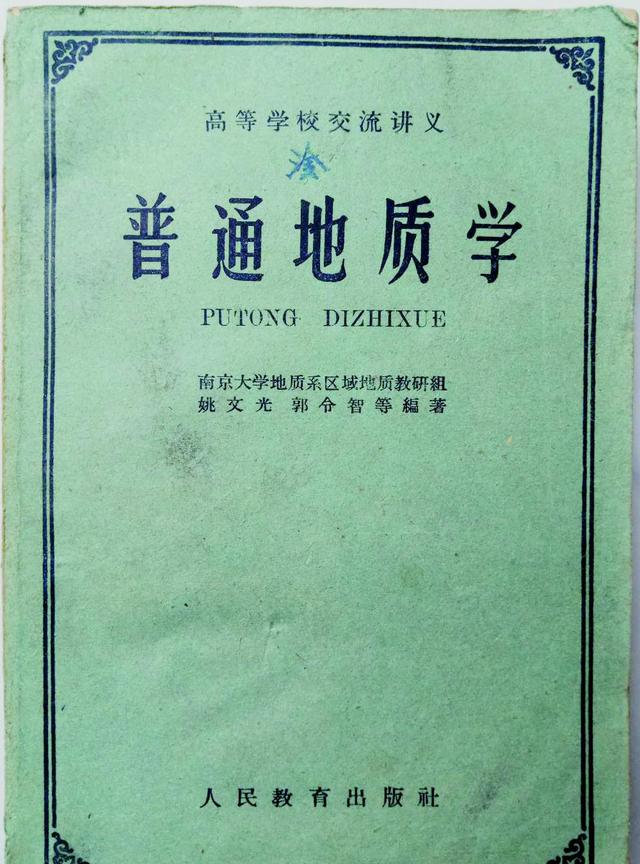 高等学校交流讲义
全
普通地质学
PUTONG DIZHIXUE
南京大学地质系区域地质教研組
姚文光 郭令智等編著
人民教育出版社